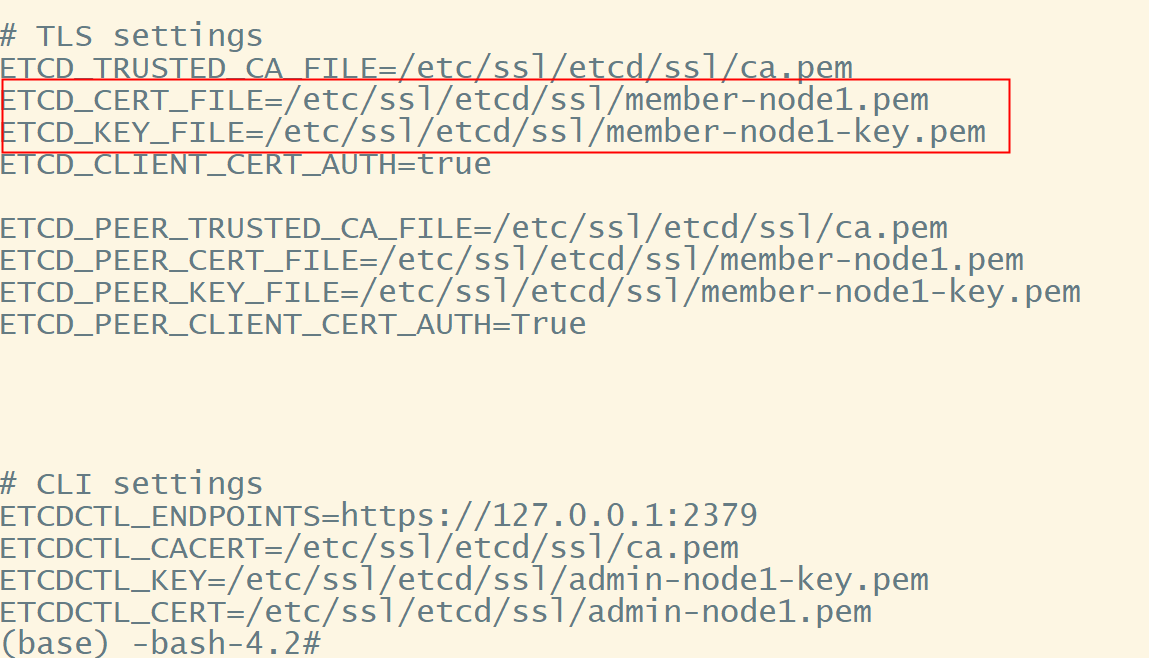 # TLS settings
ETCD_TRUSTED_CA_FILE=/etc/ssl/etcd/ssl/ca.pem
ETCD_CERT_FILE=/etc/ssl/etcd/ssl/member-node1.pem
ETCD_KEY_FILE=/etc/ssl/etcd/ssl/member-node1-key.pem
ETCD_CLIENT_CERT_AUTH=true
ETCD_PEER_TRUSTED_CA_FILE=/etc/ssl/etcd/ssl/ca.pem
ETCD_PEER_CERT_FILE=/etc/ssl/etcd/ssl/member-node1.pem
ETCD_PEER_KEY_FILE=/etc/ssl/etcd/ssl/member-node1-key.pem
ETCD_PEER_CLIENT_CERT_AUTH=True
# CLI settings
ETCDCTL_ENDPOINTS=https://127.0.0.1:2379
ETCDCTL_CACERT=/etc/ssl/etcd/ssl/ca.pem
ETCDCTL_KEY=/etc/ssl/etcd/ssl/admin-node1-key.pem
ETCDCTL_CERT=/etc/ssl/etcd/ssl/admin-node1.pem
(base) -bash-4.2#